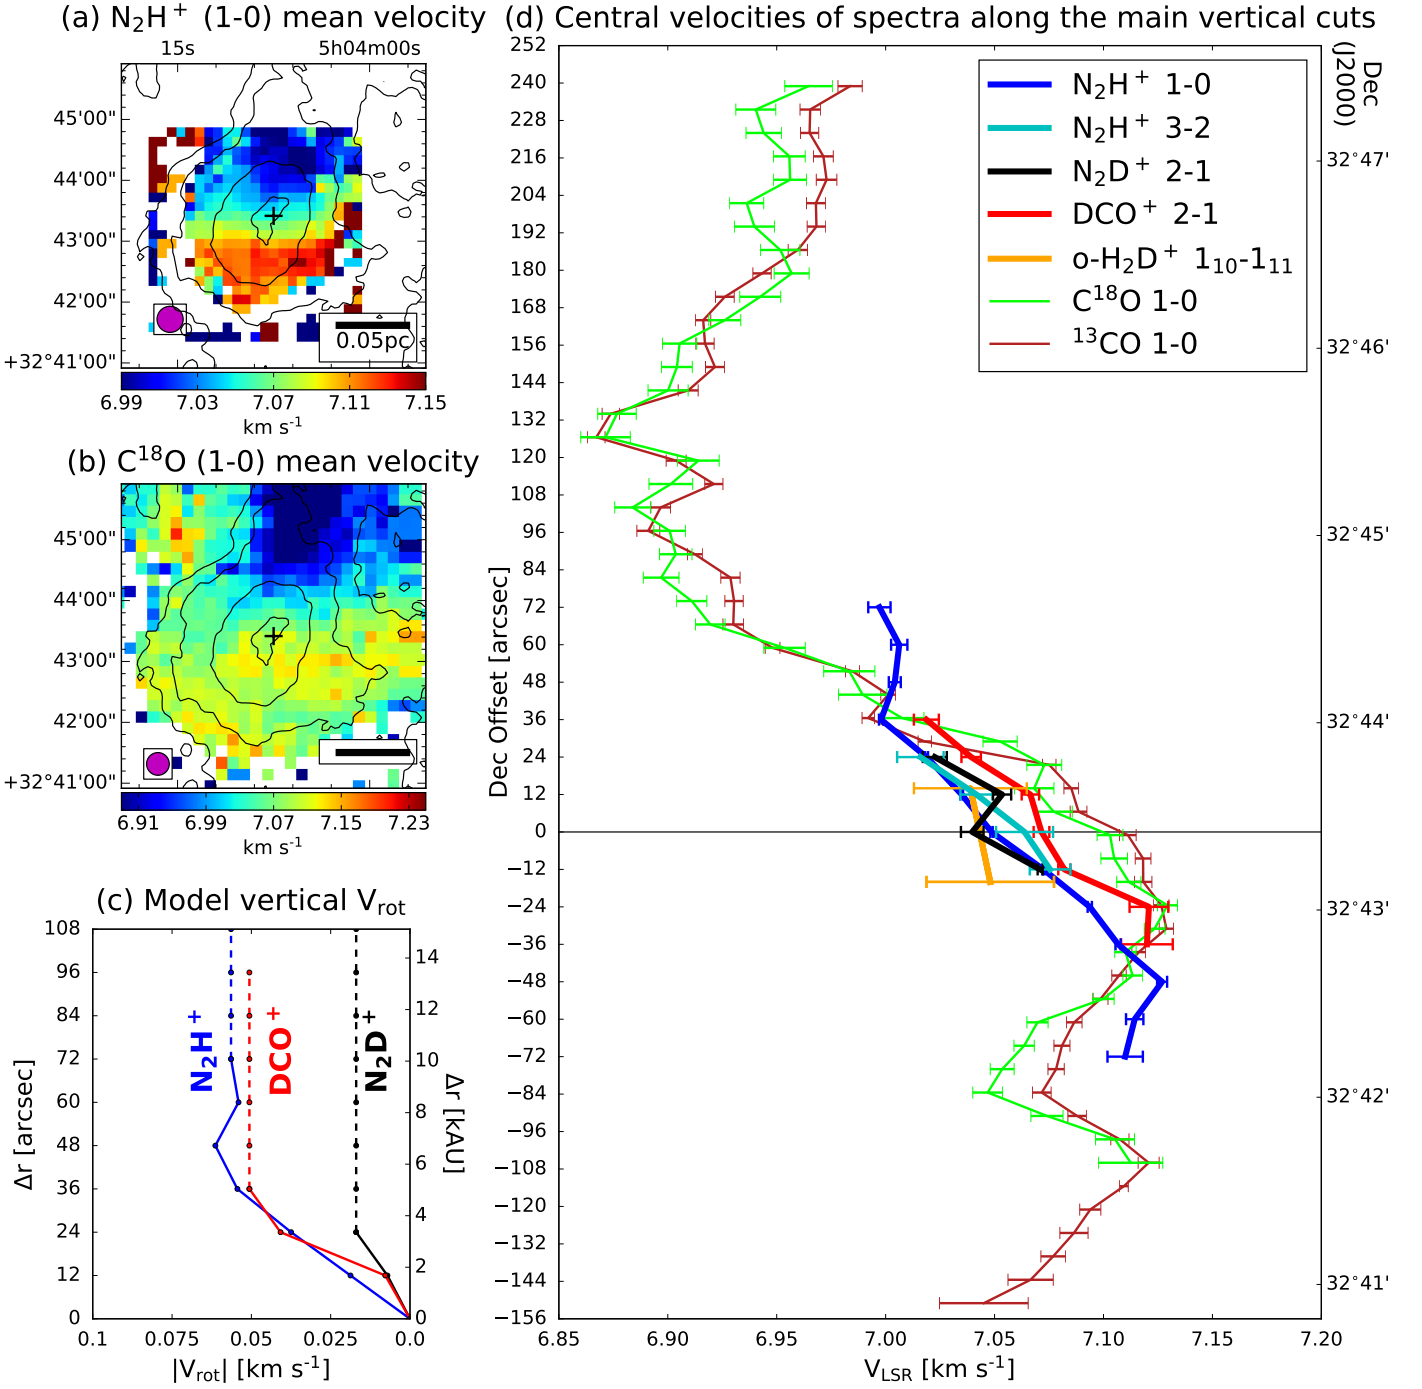 (a) N₂H⁺ (1-0) mean velocity
15s 5h04m00s
45'00"
44'00"
43'00"
42'00"
+32°41'00"
0.05pc
6.99 7.03 7.07 7.11 7.15
km s⁻¹
(b) C¹⁸O (1-0) mean velocity
45'00"
44'00"
43'00"
42'00"
+32°41'00"
6.91 6.99 7.07 7.15 7.23
km s⁻¹
(c) Model vertical V_rot
108
96
84
72
60
48
36
24
12
0
Δr [arcsec]
14
12
10
8
6
4
2
0
Δr [kAU]
N₂H⁺
DCO⁺
N₂D⁺
0.1 0.075 0.05 0.025 0.0
|V_rot| [km s⁻¹]
(d) Central velocities of spectra along the main vertical cuts
252
240
228
216
204
192
180
168
156
144
132
120
108
96
84
72
60
48
36
24
12
0
−12
−24
−36
−48
−60
−72
−84
−96
−108
−120
−132
−144
−156
Dec Offset [arcsec]
N₂H⁺ 1-0
N₂H⁺ 3-2
N₂D⁺ 2-1
DCO⁺ 2-1
o-H₂D⁺ 1₁₀-1₁₁
C¹⁸O 1-0
¹³CO 1-0
Dec
(J2000)
32°47'
32°46'
32°45'
32°44'
32°43'
32°42'
32°41'
6.85 6.90 6.95 7.00 7.05 7.10 7.15 7.20
V_LSR [km s⁻¹]